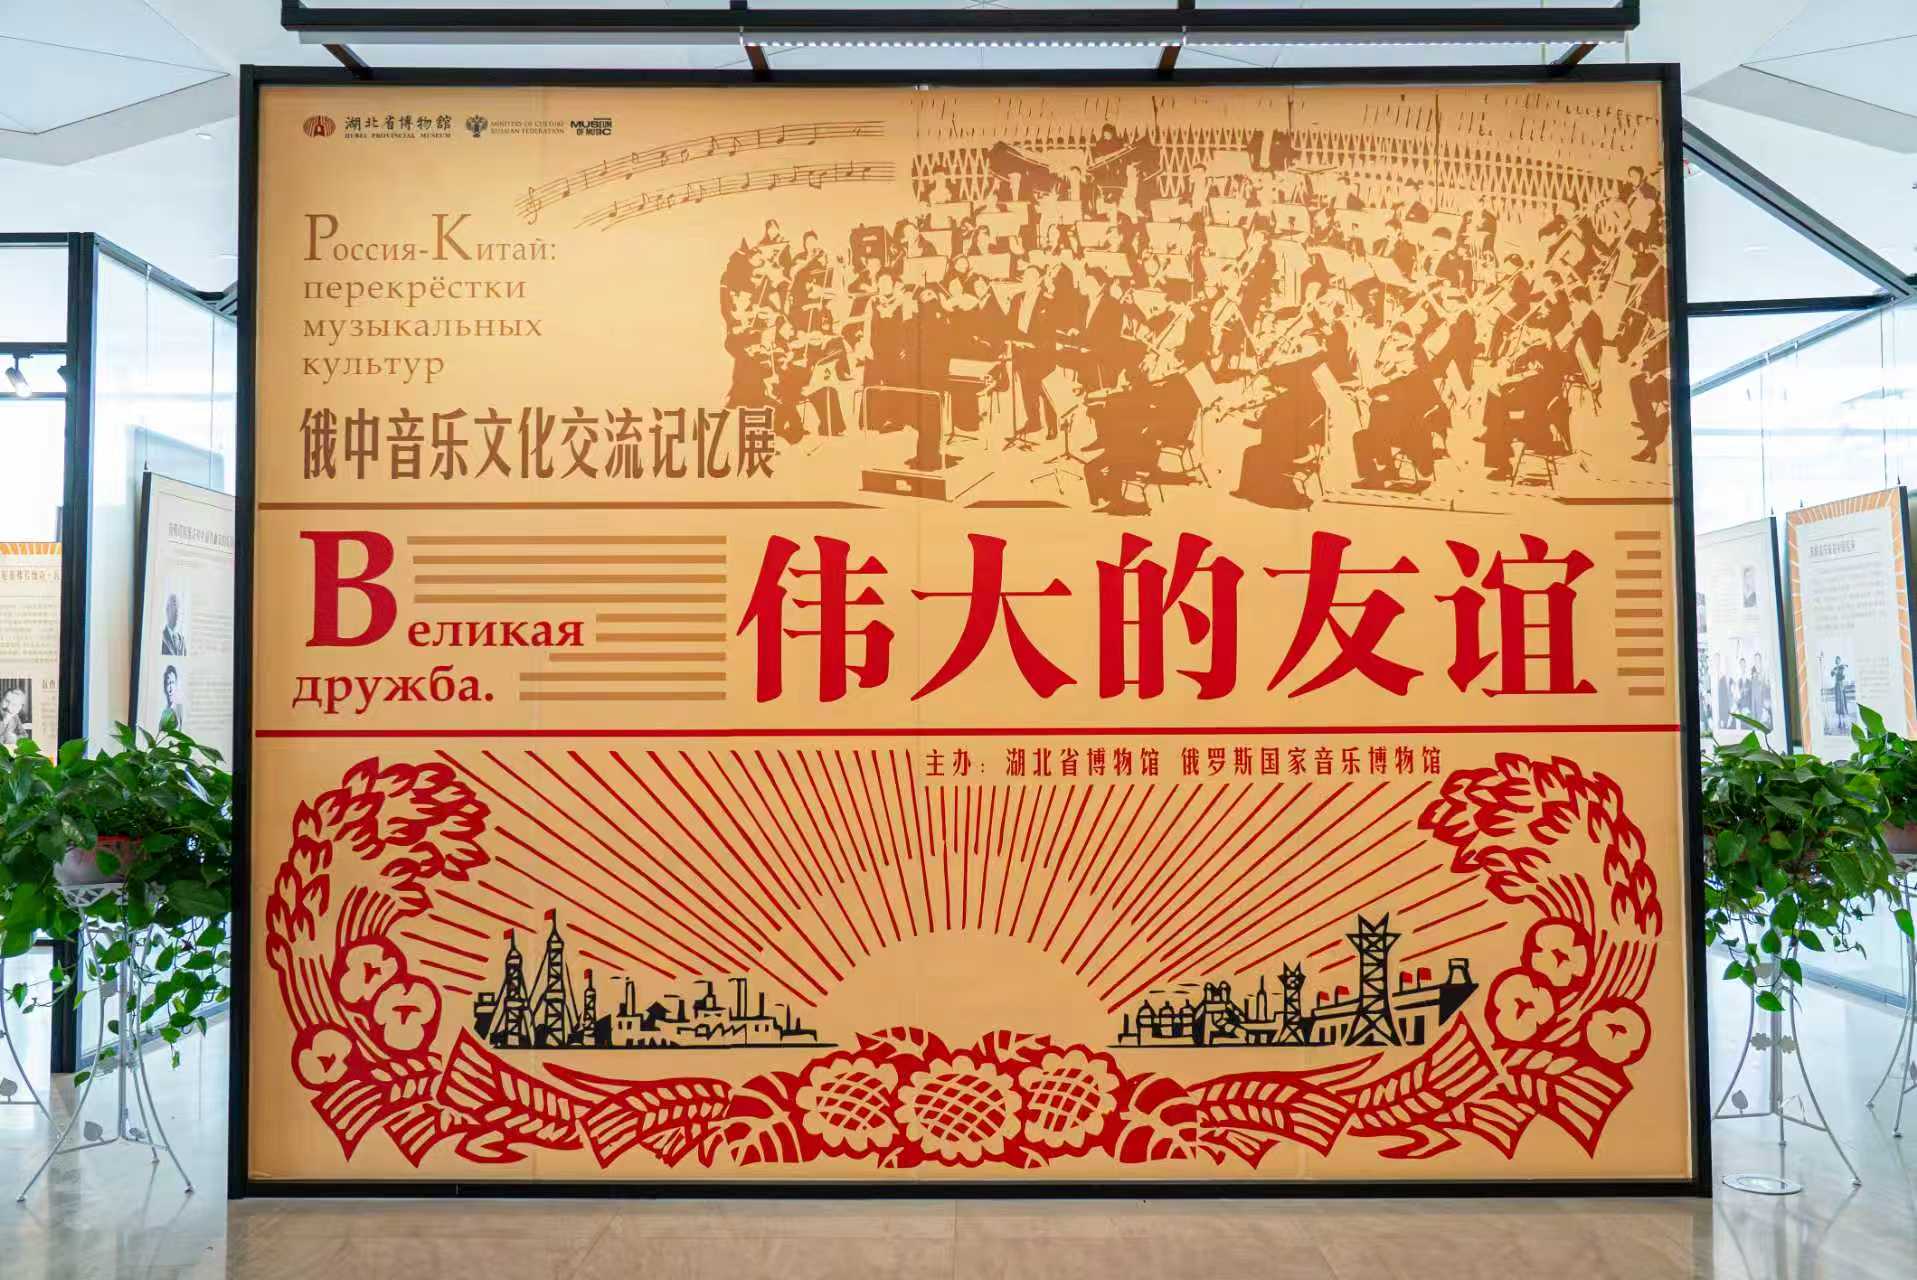 湖北省博物館
HUBEI PROVINCIAL MUSEUM
MINISTRY OF CULTURE
RUSSIAN FEDERATION
MUSEUM
OF MUSIC
Россия-Китай:
перекрёстки
музыкальных
культур
俄中音乐文化交流记忆展
Великая
дружба.
伟大的友谊
主办：湖北省博物馆 俄罗斯国家音乐博物馆